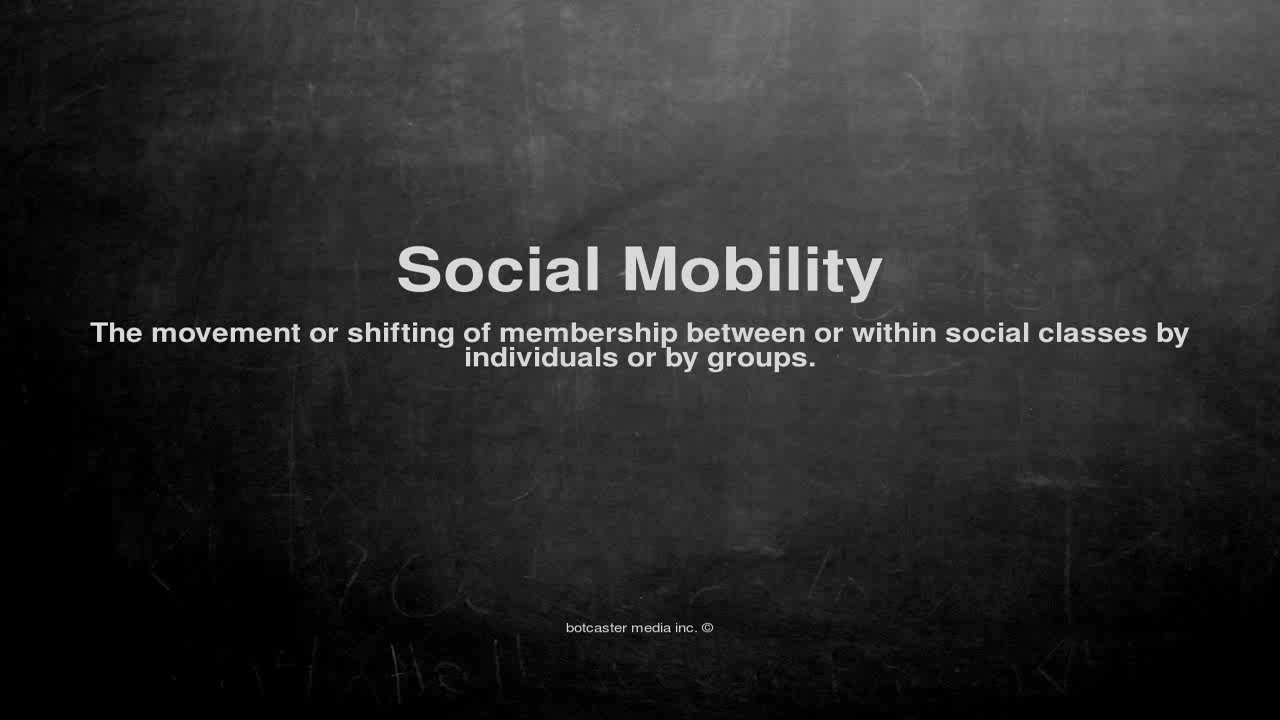 Social Mobility
The movement or shifting of membership between or within social classes by
individuals or by groups.
botcaster media inc. ©